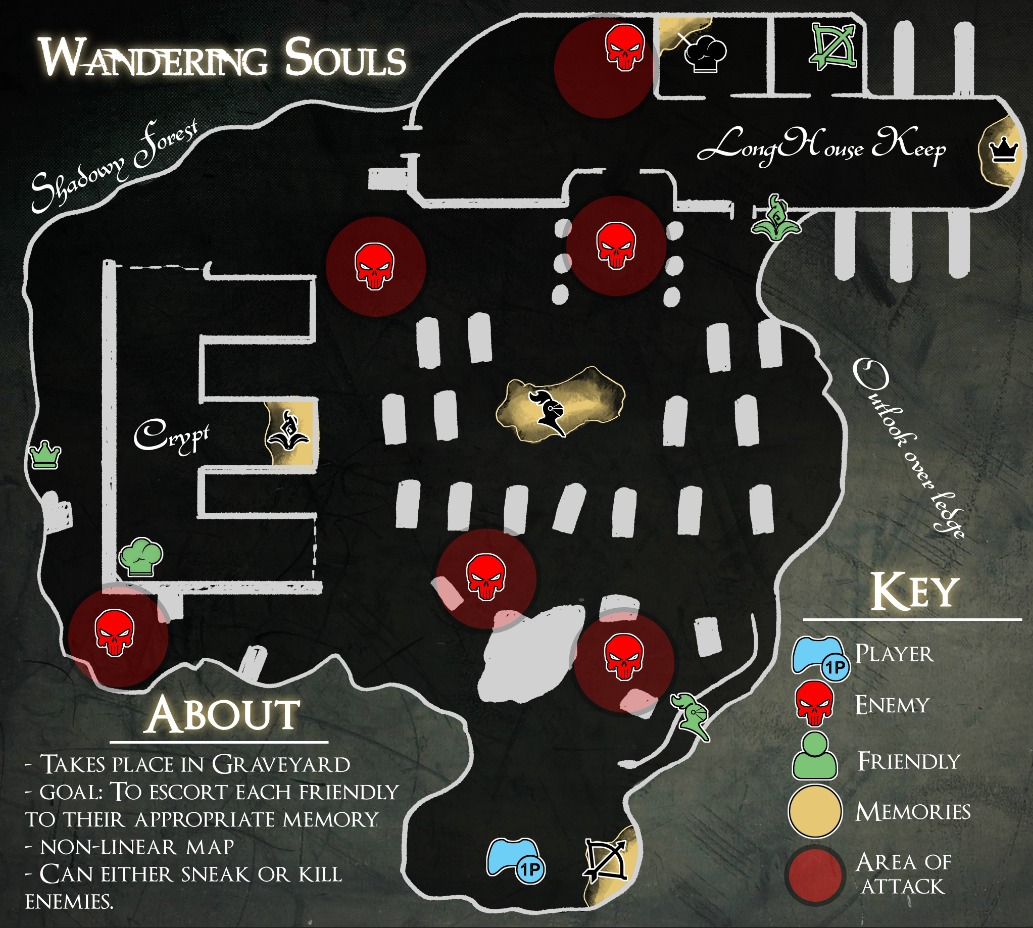 Wandering Souls
Shadowy Forest
LongHouse Keep
Crypt
Outlook over ledge
Key
1P Player
Enemy
Friendly
Memories
Area of
attack
About
- Takes place in Graveyard
- goal: To escort each friendly
to their appropriate memory
- non-linear map
- Can either sneak or kill
enemies.
1P